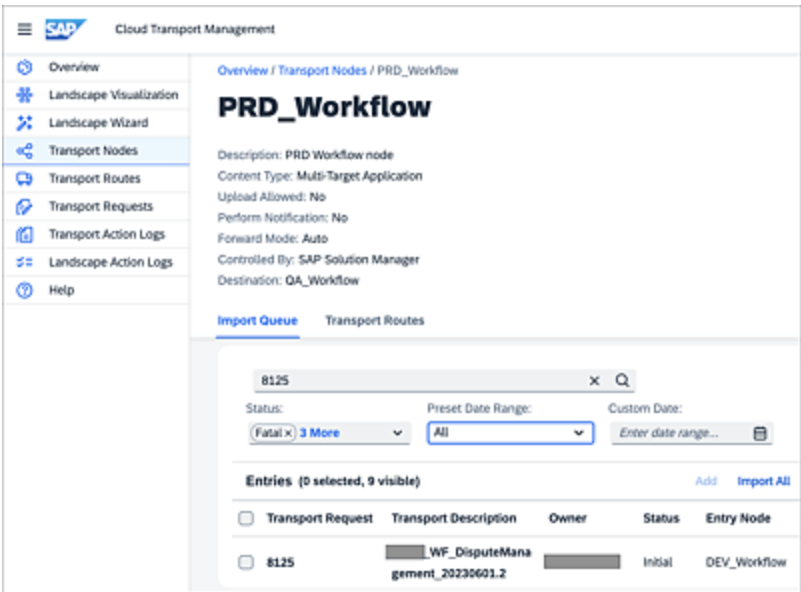 SAP Cloud Transport Management
Overview
Landscape Visualization
Landscape Wizard
Transport Nodes
Transport Routes
Transport Requests
Transport Action Logs
Landscape Action Logs
Help
Overview / Transport Nodes / PRD_Workflow
PRD_Workflow
Description: PRD Workflow node
Content Type: Multi-Target Application
Upload Allowed: No
Perform Notification: No
Forward Mode: Auto
Controlled By: SAP Solution Manager
Destination: QA_Workflow
Import Queue Transport Routes
8125
Status: Preset Date Range: Custom Date:
Fatal 3 More All Enter date range...
Entries (0 selected, 9 visible) Add Import All
Transport Request Transport Description Owner Status Entry Node
8125 _WF_DisputeMana Initial DEV_Workflow
gement_20230601.2